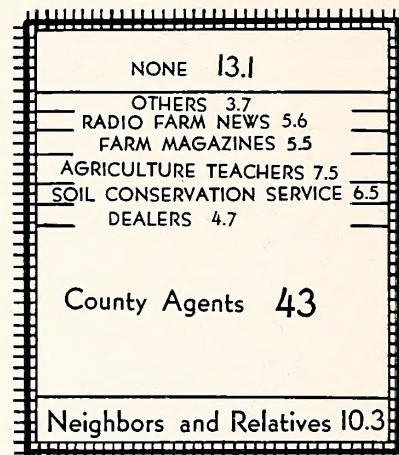 NONE 13.1
OTHERS 3.7
RADIO FARM NEWS 5.6
FARM MAGAZINES 5.5
AGRICULTURE TEACHERS 7.5
SOIL CONSERVATION SERVICE 6.5
DEALERS 4.7
County Agents 43
Neighbors and Relatives 10.3